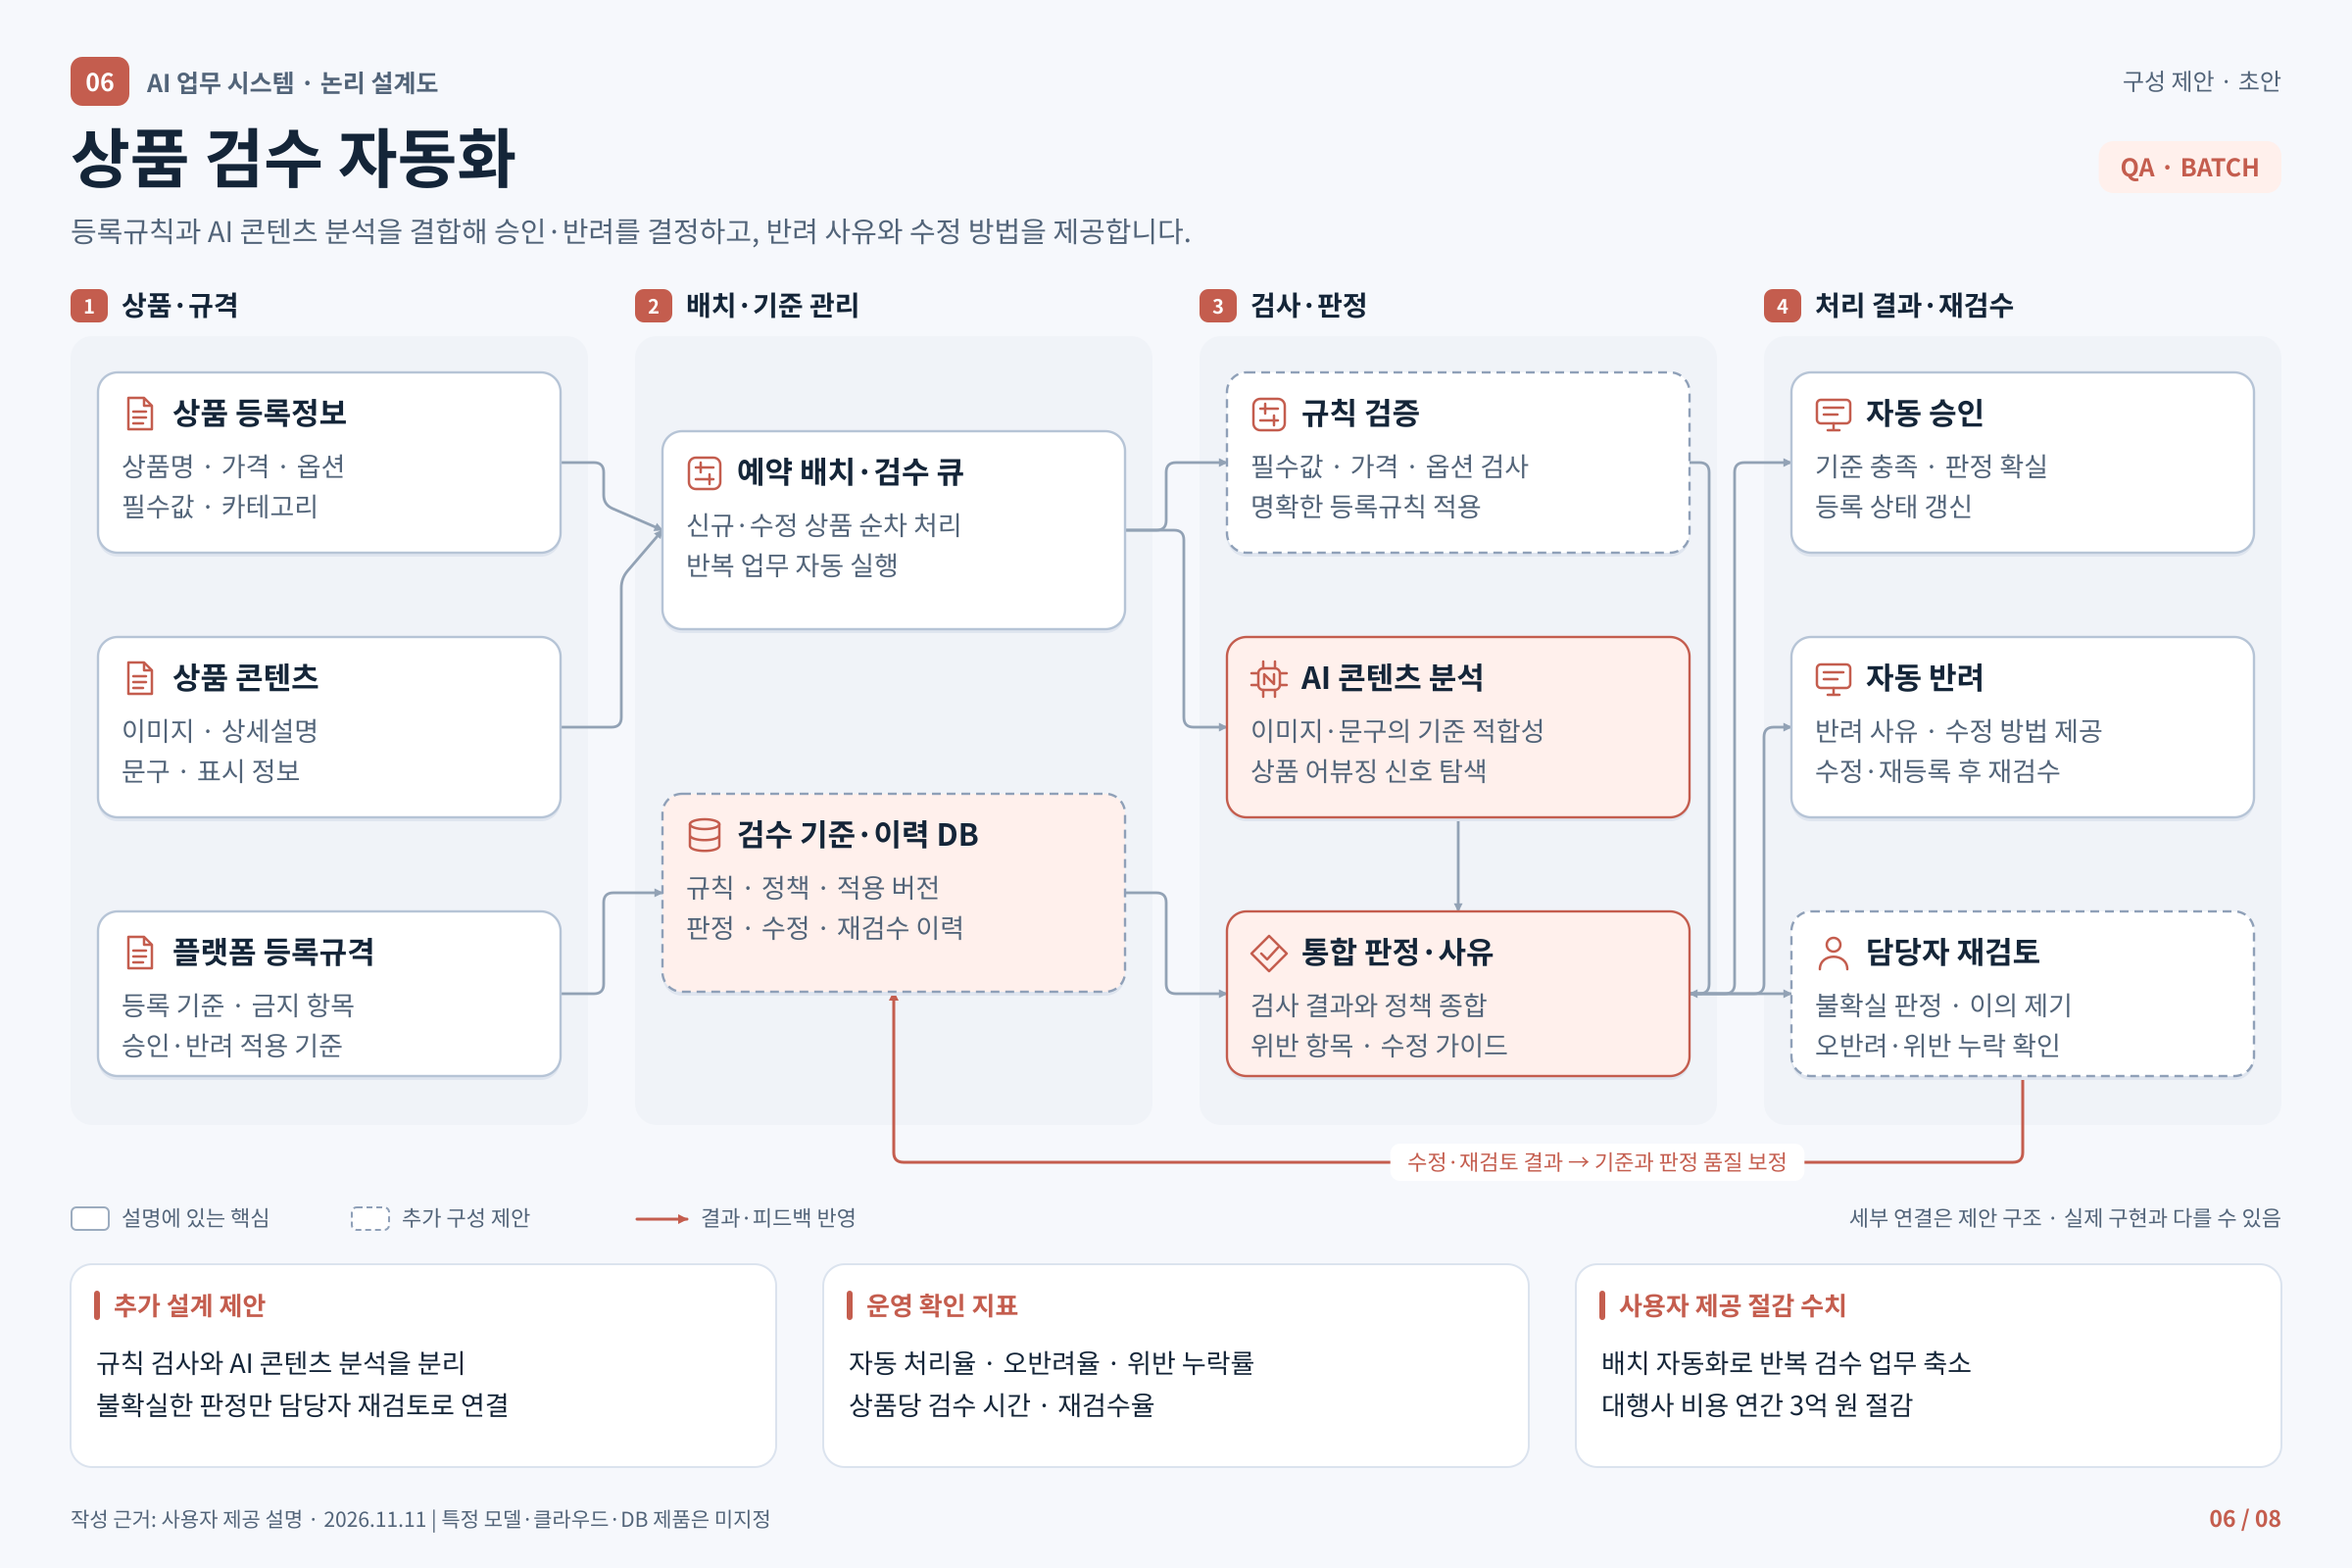 06 AI 업무 시스템 · 논리 설계도
구성 제안 · 초안
상품 검수 자동화
QA · BATCH
등록규칙과 AI 콘텐츠 분석을 결합해 승인·반려를 결정하고, 반려 사유와 수정 방법을 제공합니다.
1 상품·규격
상품 등록정보
상품명 · 가격 · 옵션
필수값 · 카테고리
상품 콘텐츠
이미지 · 상세설명
문구 · 표시 정보
플랫폼 등록규격
등록 기준 · 금지 항목
승인·반려 적용 기준
2 배치·기준 관리
예약 배치·검수 큐
신규·수정 상품 순차 처리
반복 업무 자동 실행
검수 기준·이력 DB
규칙 · 정책 · 적용 버전
판정 · 수정 · 재검수 이력
3 검사·판정
규칙 검증
필수값 · 가격 · 옵션 검사
명확한 등록규칙 적용
AI 콘텐츠 분석
이미지·문구의 기준 적합성
상품 어뷰징 신호 탐색
통합 판정·사유
검사 결과와 정책 종합
위반 항목 · 수정 가이드
4 처리 결과·재검수
자동 승인
기준 충족 · 판정 확실
등록 상태 갱신
자동 반려
반려 사유 · 수정 방법 제공
수정·재등록 후 재검수
담당자 재검토
불확실 판정 · 이의 제기
오반려·위반 누락 확인
수정·재검토 결과 → 기준과 판정 품질 보정
설명에 있는 핵심
추가 구성 제안
결과·피드백 반영
세부 연결은 제안 구조 · 실제 구현과 다를 수 있음
추가 설계 제안
규칙 검사와 AI 콘텐츠 분석을 분리
불확실한 판정만 담당자 재검토로 연결
운영 확인 지표
자동 처리율 · 오반려율 · 위반 누락률
상품당 검수 시간 · 재검수율
사용자 제공 절감 수치
배치 자동화로 반복 검수 업무 축소
대행사 비용 연간 3억 원 절감
작성 근거: 사용자 제공 설명 · 2026.11.11 | 특정 모델·클라우드·DB 제품은 미지정
06 / 08